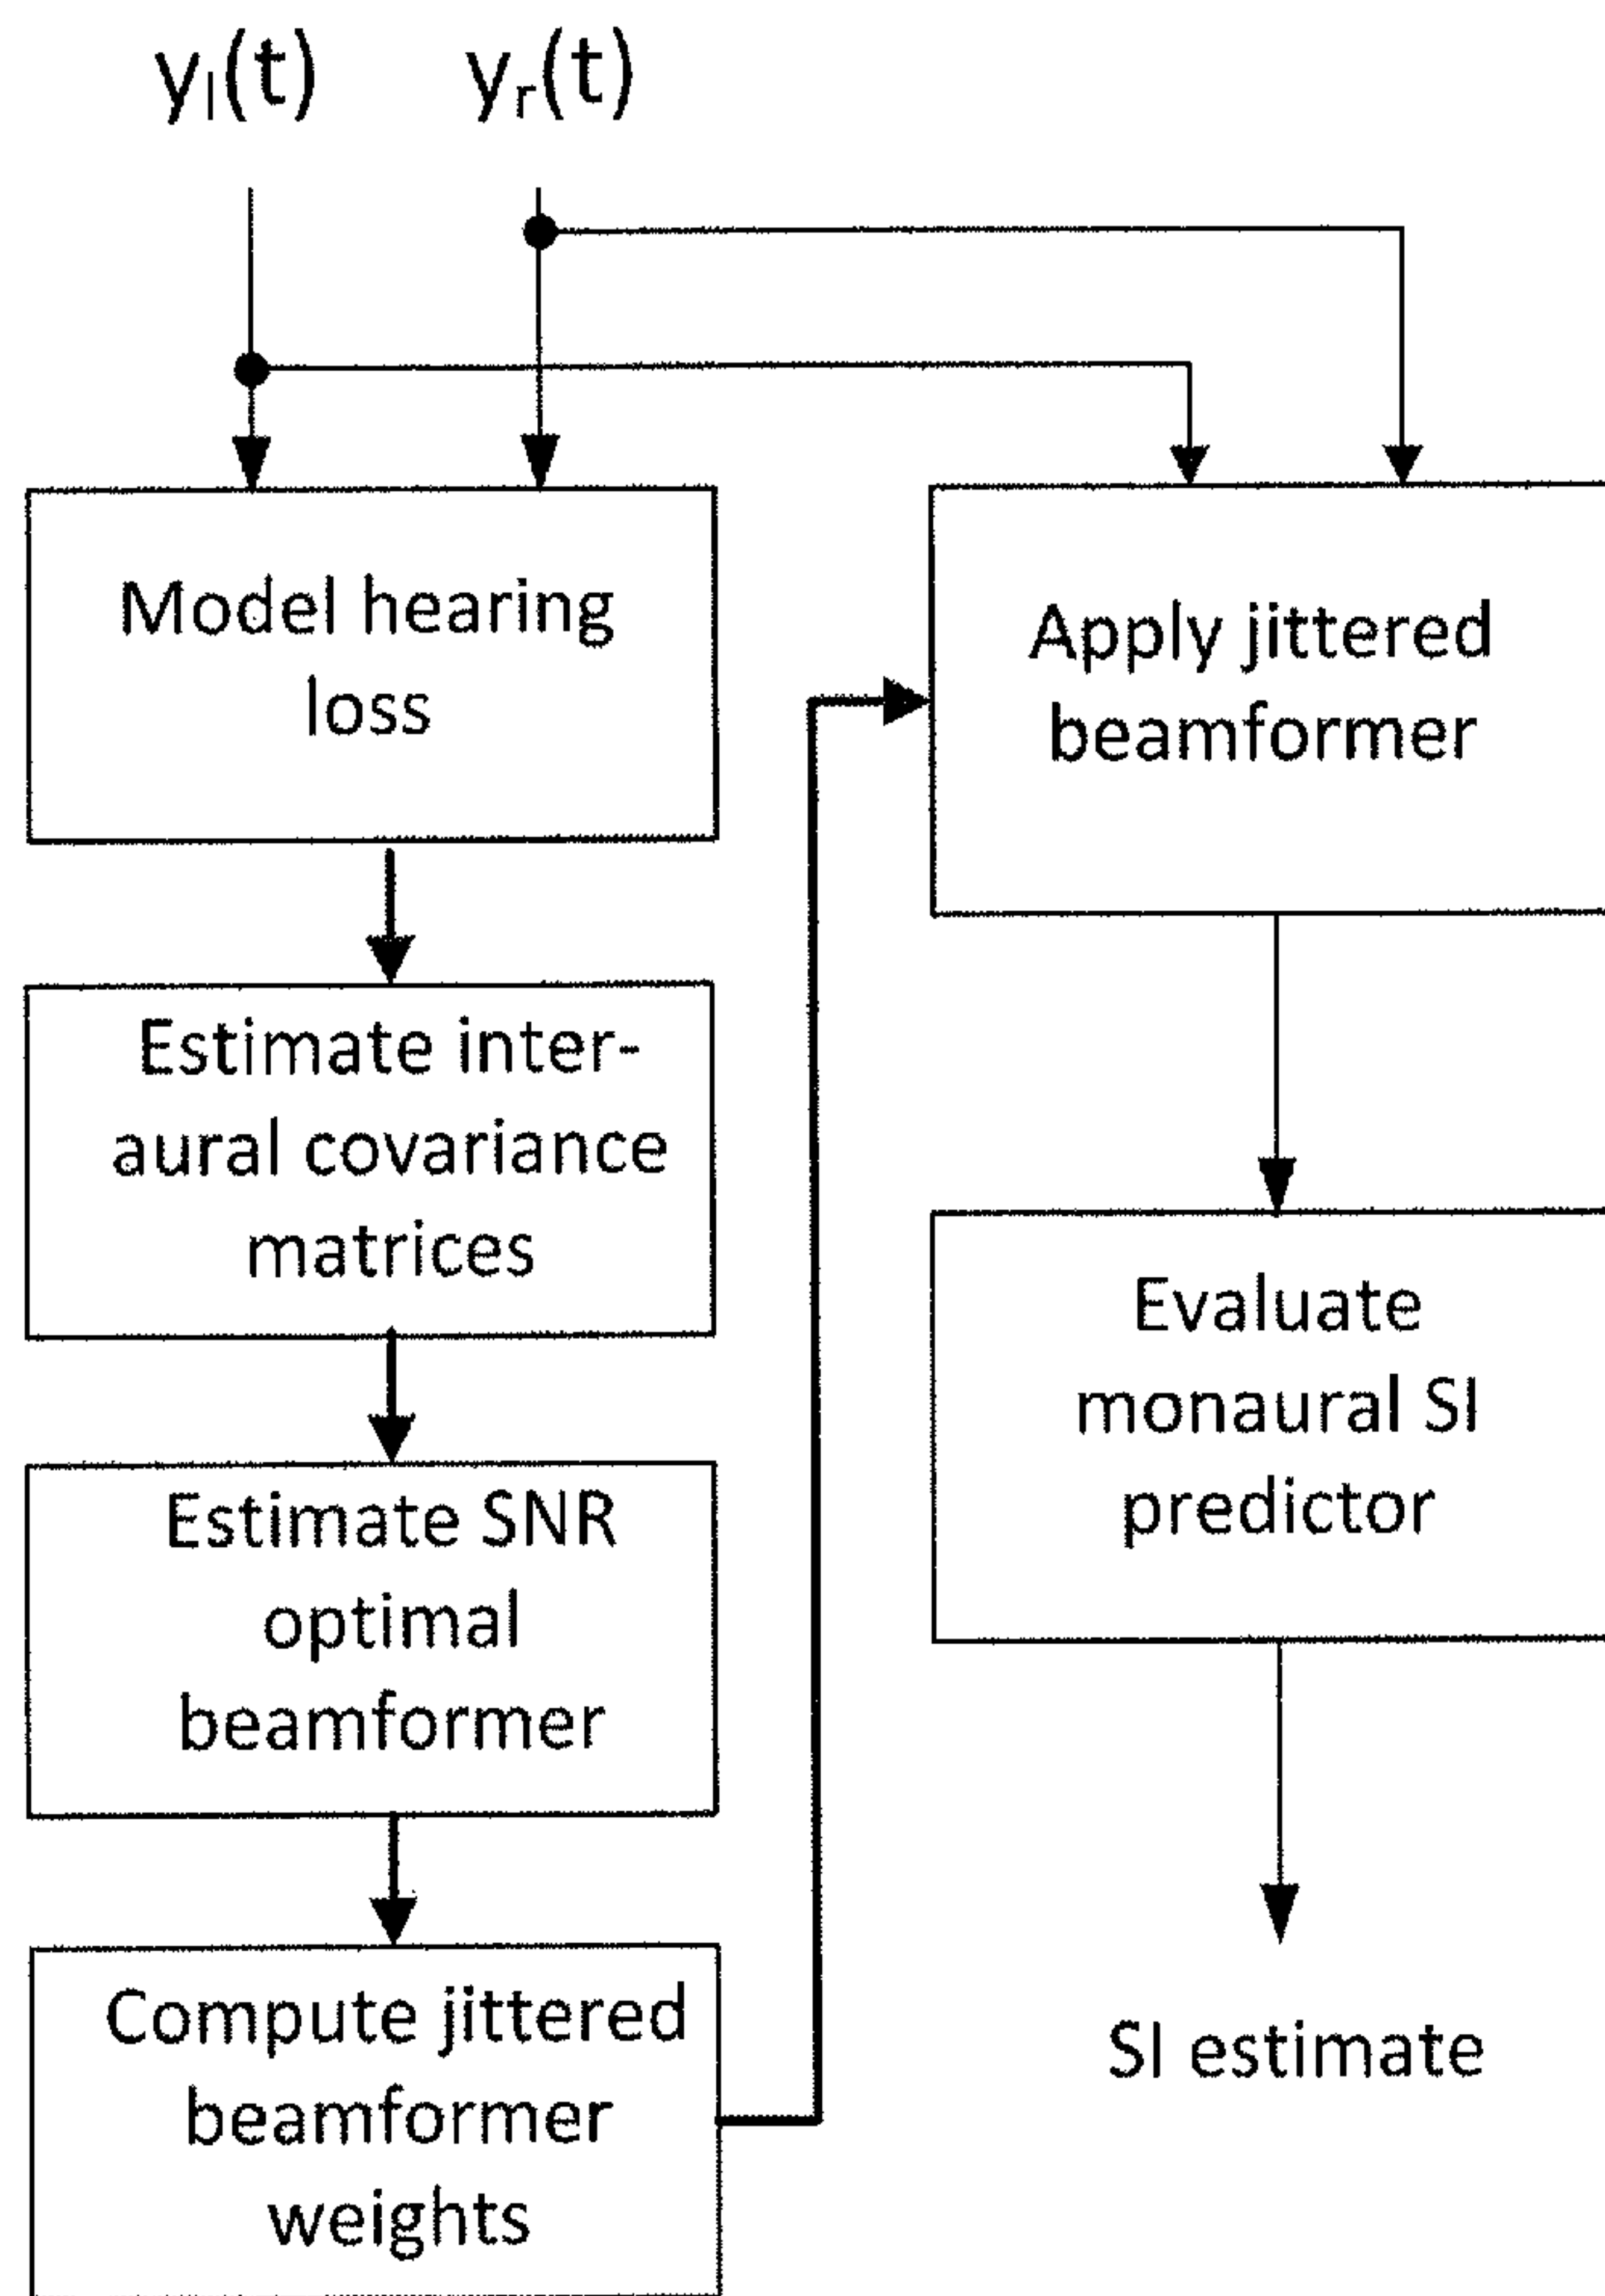 yl(t) yr(t)
Model hearing
loss
Estimate inter-
aural covariance
matrices
Estimate SNR
optimal
beamformer
Compute jittered
beamformer
weights
Apply jittered
beamformer
Evaluate
monaural SI
predictor
SI estimate